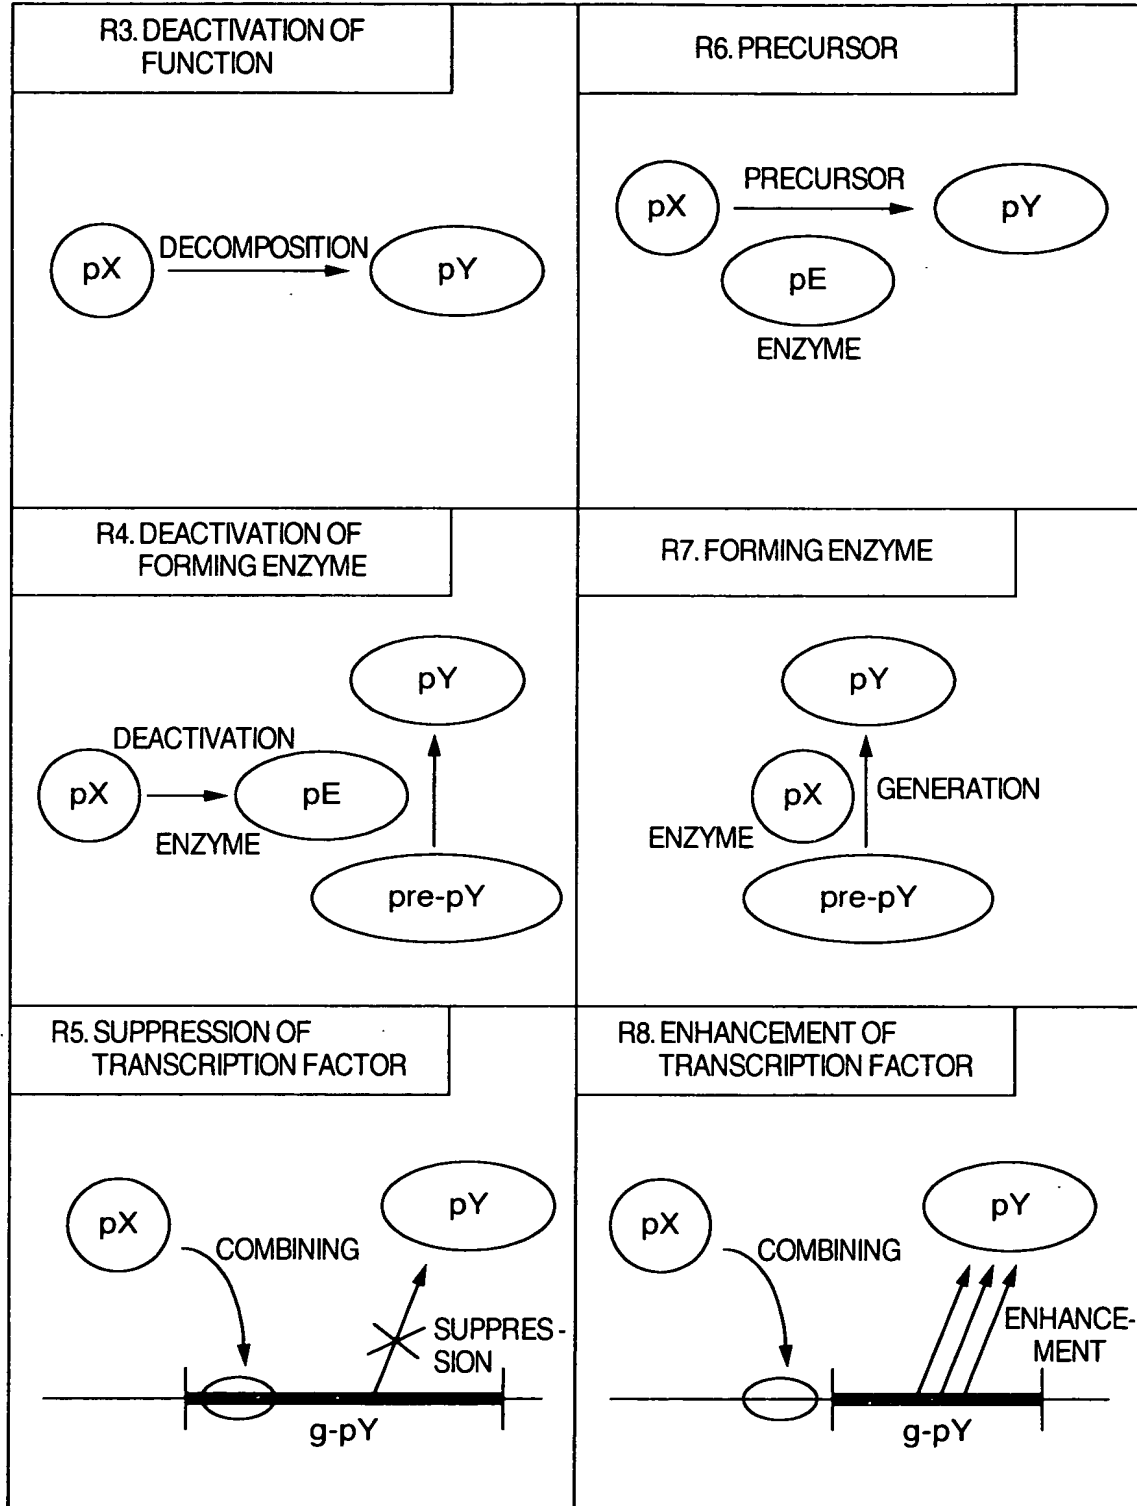 R3. DEACTIVATION OF
FUNCTION
pX
DECOMPOSITION
pY
R6. PRECURSOR
pX
PRECURSOR
pY
pE
ENZYME
R4. DEACTIVATION OF
FORMING ENZYME
pY
DEACTIVATION
pX
pE
ENZYME
pre-pY
R7. FORMING ENZYME
pY
pX
GENERATION
ENZYME
pre-pY
R5. SUPPRESSION OF
TRANSCRIPTION FACTOR
pX
pY
COMBINING
SUPPRES-
SION
g-pY
R8. ENHANCEMENT OF
TRANSCRIPTION FACTOR
pX
pY
COMBINING
ENHANCE-
MENT
g-pY